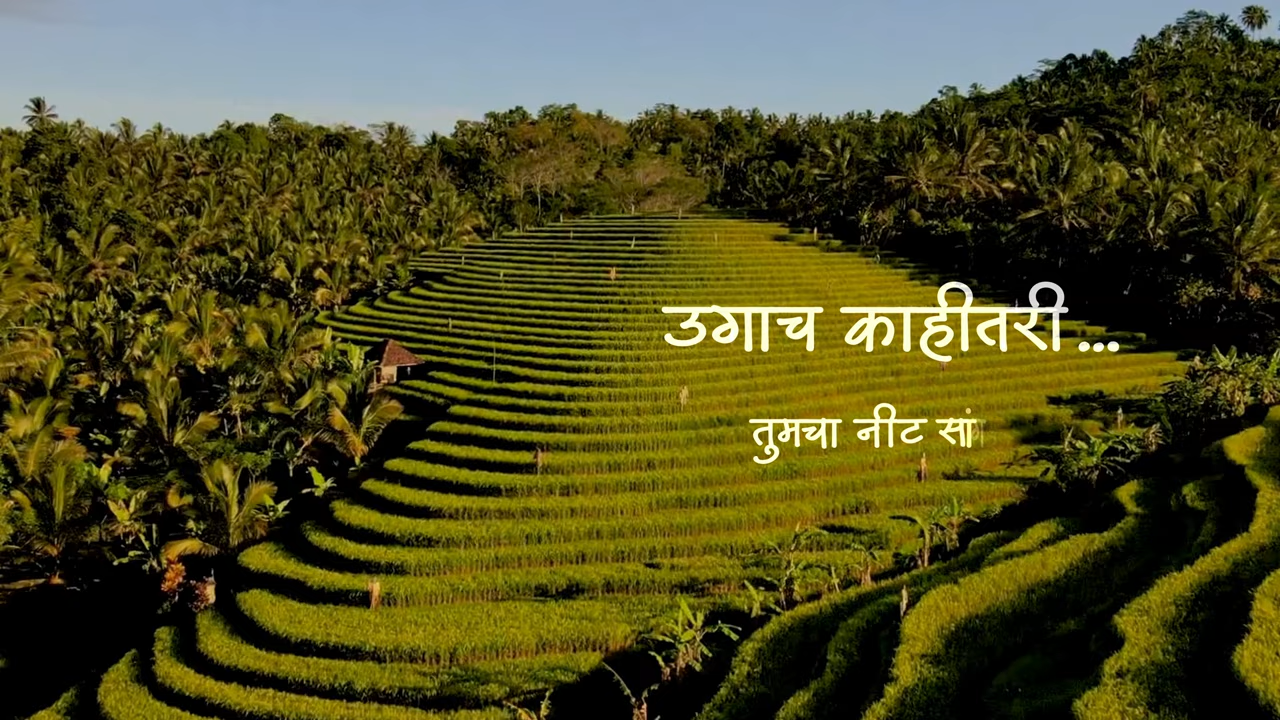 उगाच काहीतरी...
तुमचा नीट सां